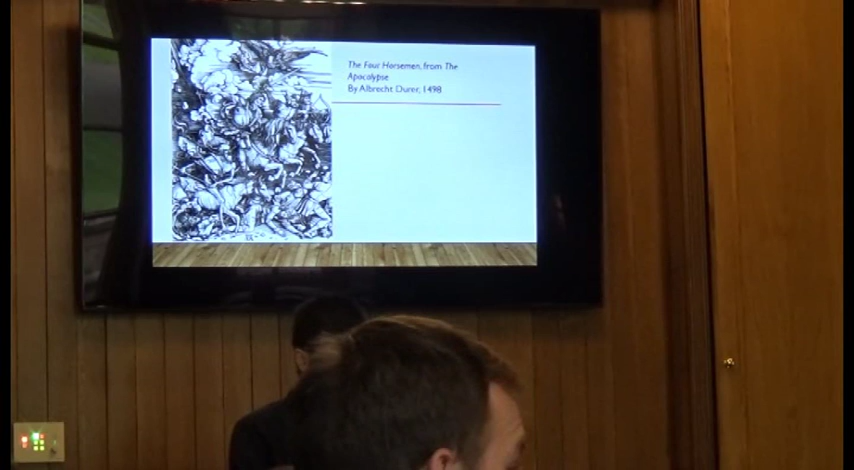 The Four Horsemen, from The
Apocalypse
By Albrecht Durer, 1498